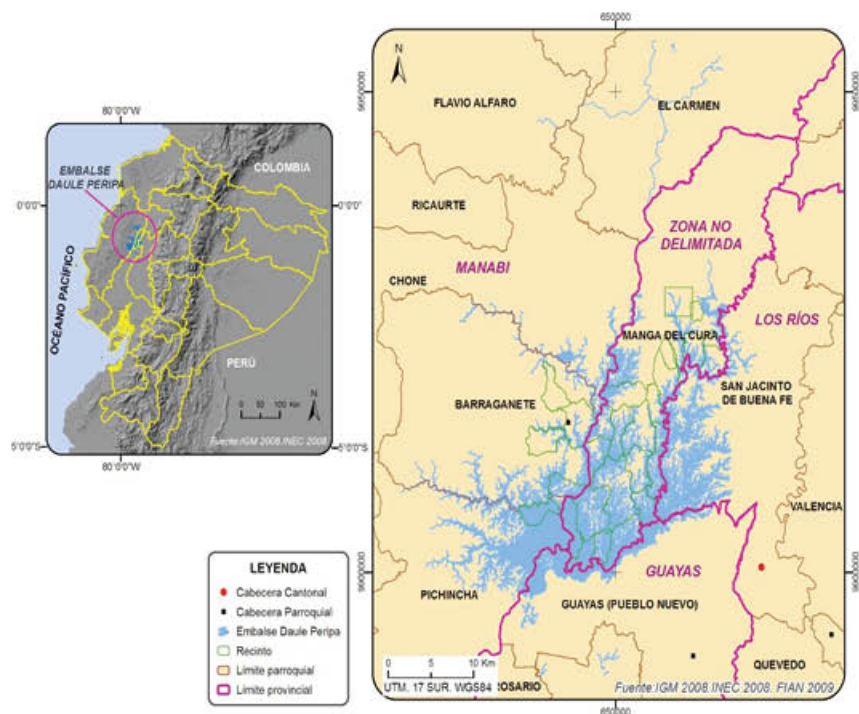 80°0'0"W
COLOMBIA
EMBALSE
DAULE PERIPA
0°0'0"
0°0'0"
OCÉANO PACÍFICO
PERÚ
0 50 100 Km
N
Fuente:IGM 2008.INEC 2008
5°0'0"S
5°0'0"S
80°0'0"W
LEYENDA
Cabecera Cantonal
Cabecera Parroquial
Embalse Daule Peripa
Recinto
Límite parroquial
Límite provincial
650000
N
FLAVIO ALFARO
EL CARMEN
RICAURTE
ZONA NO
DELIMITADA
MANABI
CHONE
LOS RÍOS
MANGA DEL CURA
BARRAGANETE
SAN JACINTO
DE BUENA FE
VALENCIA
GUAYAS
PICHINCHA
GUAYAS (PUEBLO NUEVO)
0 5 10 Km
QUEVEDO
UTM, 17 SUR. WGS84
ROSARIO
Fuente:IGM 2008.INEC 2008. FIAN 2009
650000